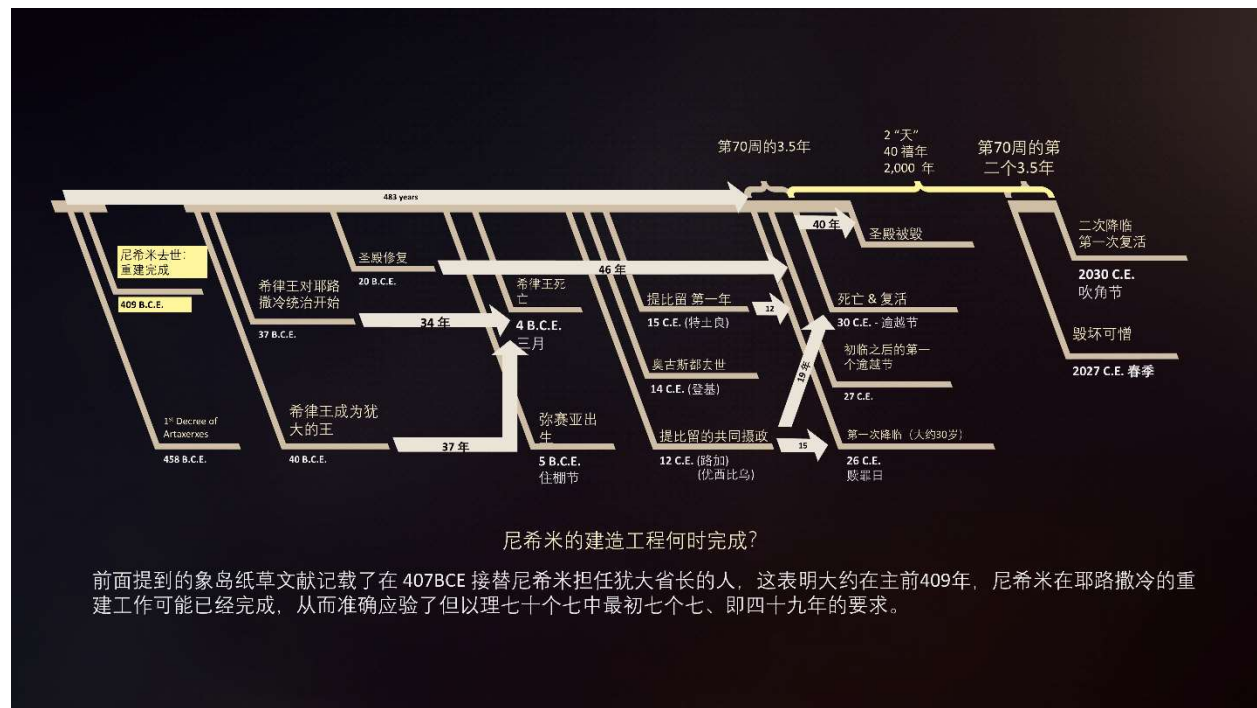 第70周的3.5年
2 “天”
40 禧年
2,000 年
第70周的第
二个3.5年
483 years
尼希米去世:
重建完成
409 B.C.E.
1st Decree of
Artaxerxes
458 B.C.E.
希律王对耶路
撒冷统治开始
37 B.C.E.
希律王成为犹
大的王
40 B.C.E.
圣殿修复
20 B.C.E.
34 年
37 年
46 年
希律王死
亡
4 B.C.E.
三月
弥赛亚出
生
5 B.C.E.
住棚节
提比留 第一年
15 C.E. (特土良)
奥古斯都去世
14 C.E. (登基)
提比留的共同摄政
12 C.E. (路加)
(优西比乌)
12
19 年
15
40 年
圣殿被毁
死亡 & 复活
30 C.E. - 逾越节
初临之后的第一
个逾越节
27 C.E.
第一次降临（大约30岁）
26 C.E.
赎罪日
二次降临
第一次复活
2030 C.E.
吹角节
毁坏可憎
2027 C.E. 春季
尼希米的建造工程何时完成?
前面提到的象岛纸草文献记载了在 407BCE 接替尼希米担任犹大省长的人，这表明大约在主前409年，尼希米在耶路撒冷的重
建工作可能已经完成，从而准确应验了但以理七十个七中最初七个七、即四十九年的要求。